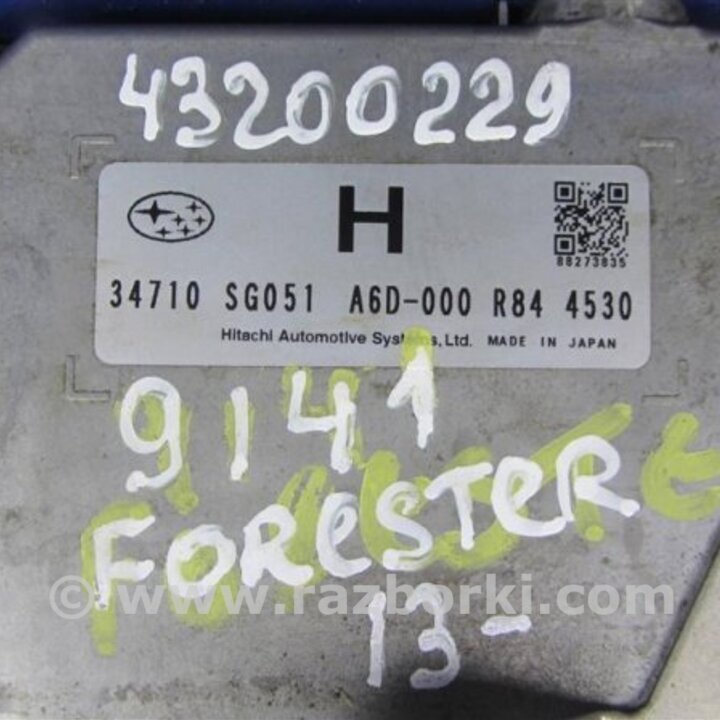 43200229
H
88273835
34710 SG051 A6D-000 R84 4530
Hitachi Automotive Systems, Ltd. MADE IN JAPAN
9141
FORESTER
© www.razborki.com
13-